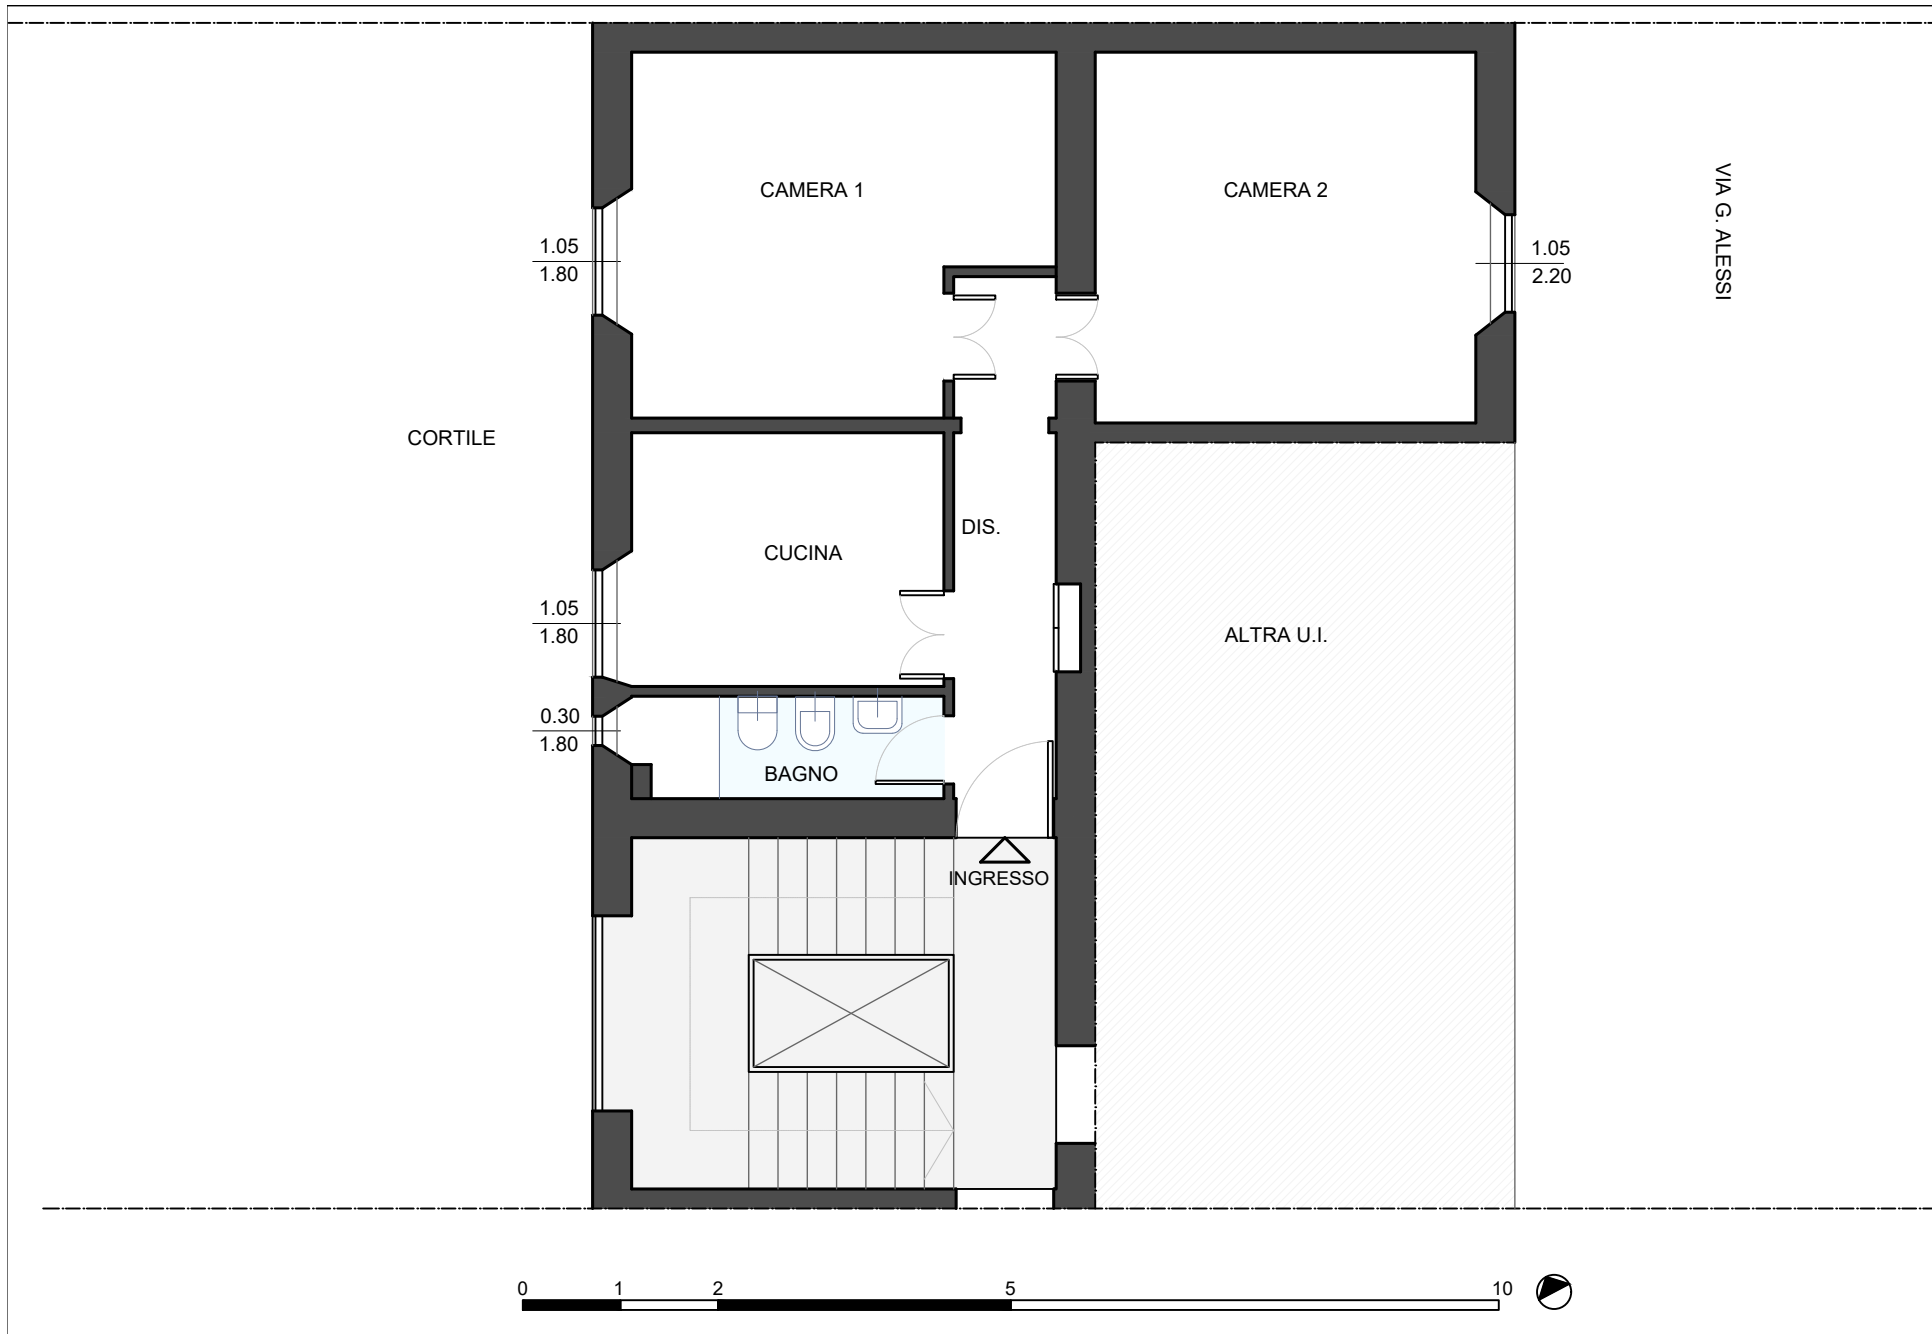 CAMERA 1
CAMERA 2
VIA G. ALESSI
1.05
1.80
1.05
2.20
CORTILE
DIS.
CUCINA
1.05
1.80
ALTRA U.I.
0.30
1.80
BAGNO
INGRESSO
0 1 2 5 10